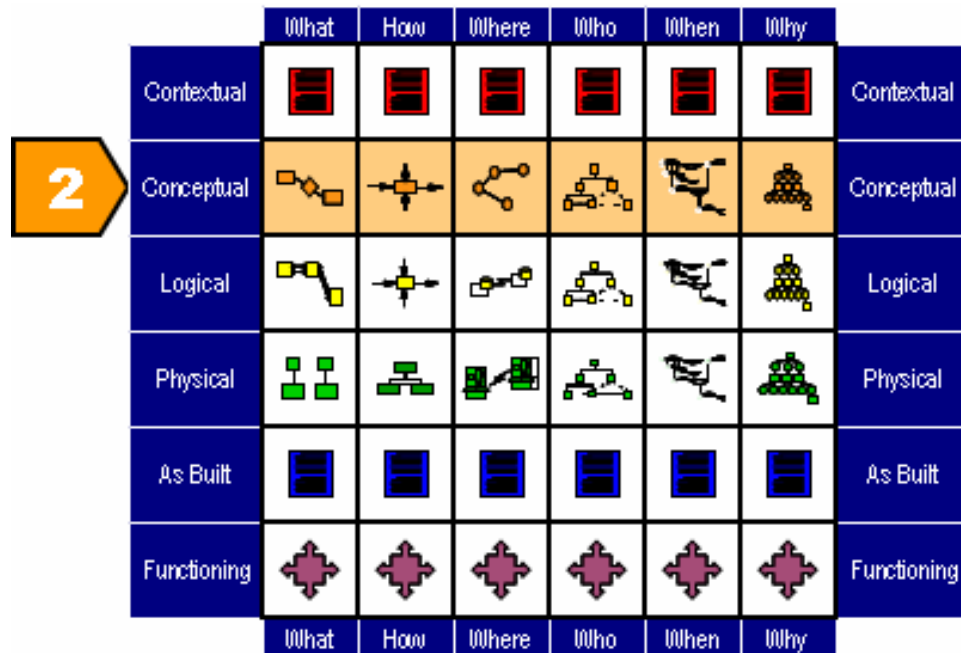 What How Where Who When Why
Contextual Contextual
2 Conceptual Conceptual
Logical Logical
Physical Physical
As Built As Built
Functioning Functioning
What How Where Who When Why